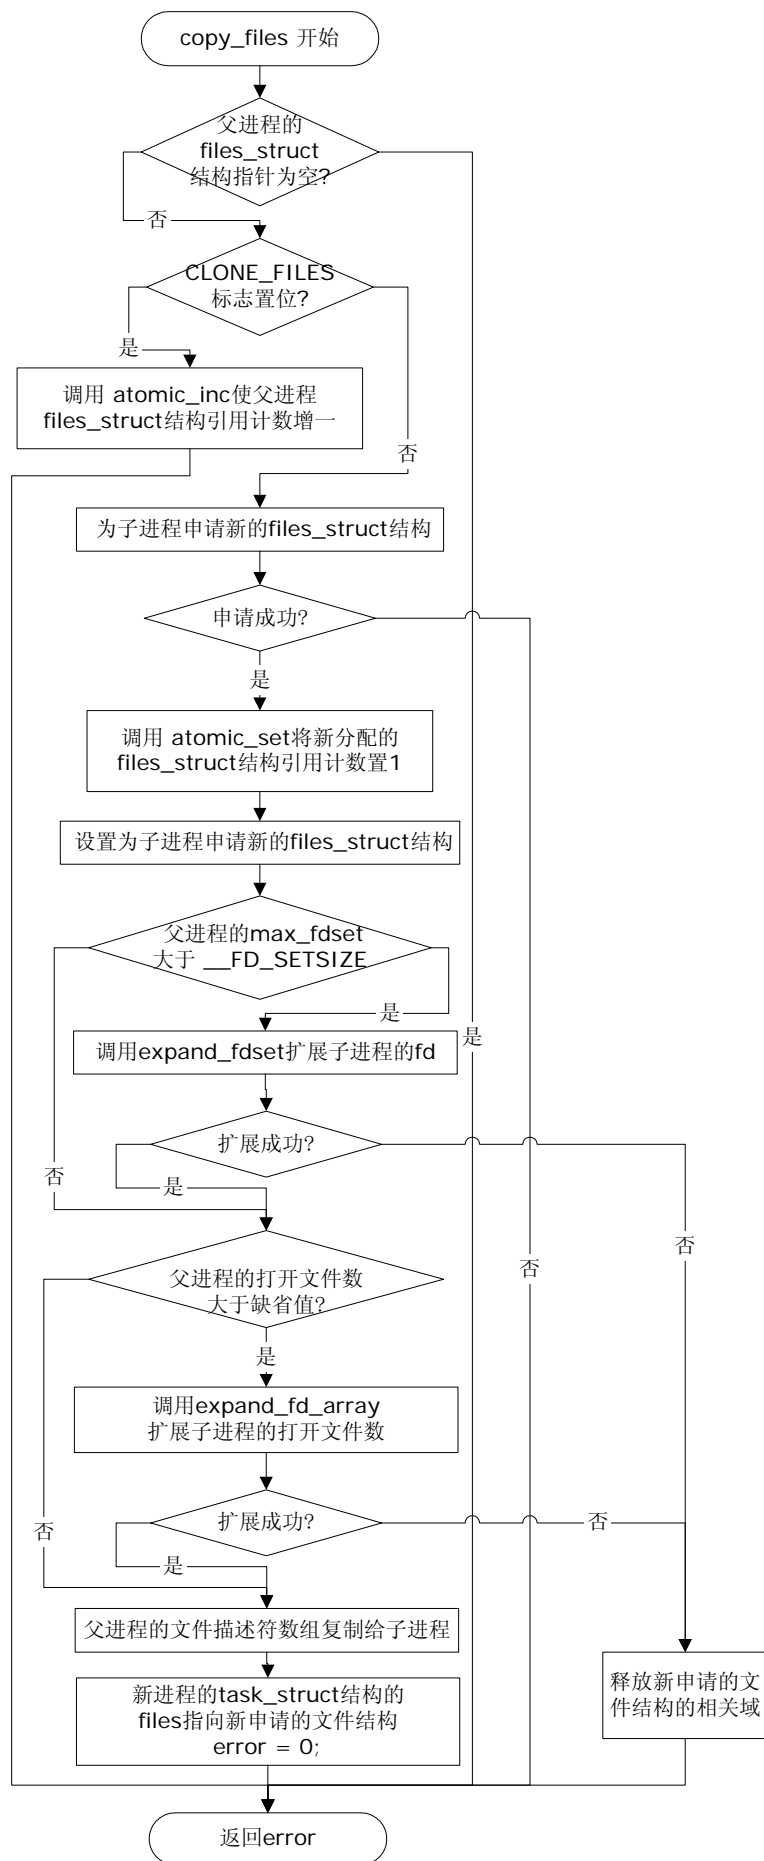 copy_files 开始
父进程的
files_struct
结构指针为空?
否
CLONE_FILES
标志置位?
是
调用 atomic_inc使父进程
files_struct结构引用计数增一
否
为子进程申请新的files_struct结构
申请成功?
是
调用 atomic_set将新分配的
files_struct结构引用计数置1
设置为子进程申请新的files_struct结构
父进程的max_fdset
大于 __FD_SETSIZE
是
是
调用expand_fdset扩展子进程的fd
扩展成功?
否
是
否
否
父进程的打开文件数
大于缺省值?
是
调用expand_fd_array
扩展子进程的打开文件数
扩展成功?
否
否
是
父进程的文件描述符数组复制给子进程
新进程的task_struct结构的
files指向新申请的文件结构
error = 0;
释放新申请的文
件结构的相关域
返回error